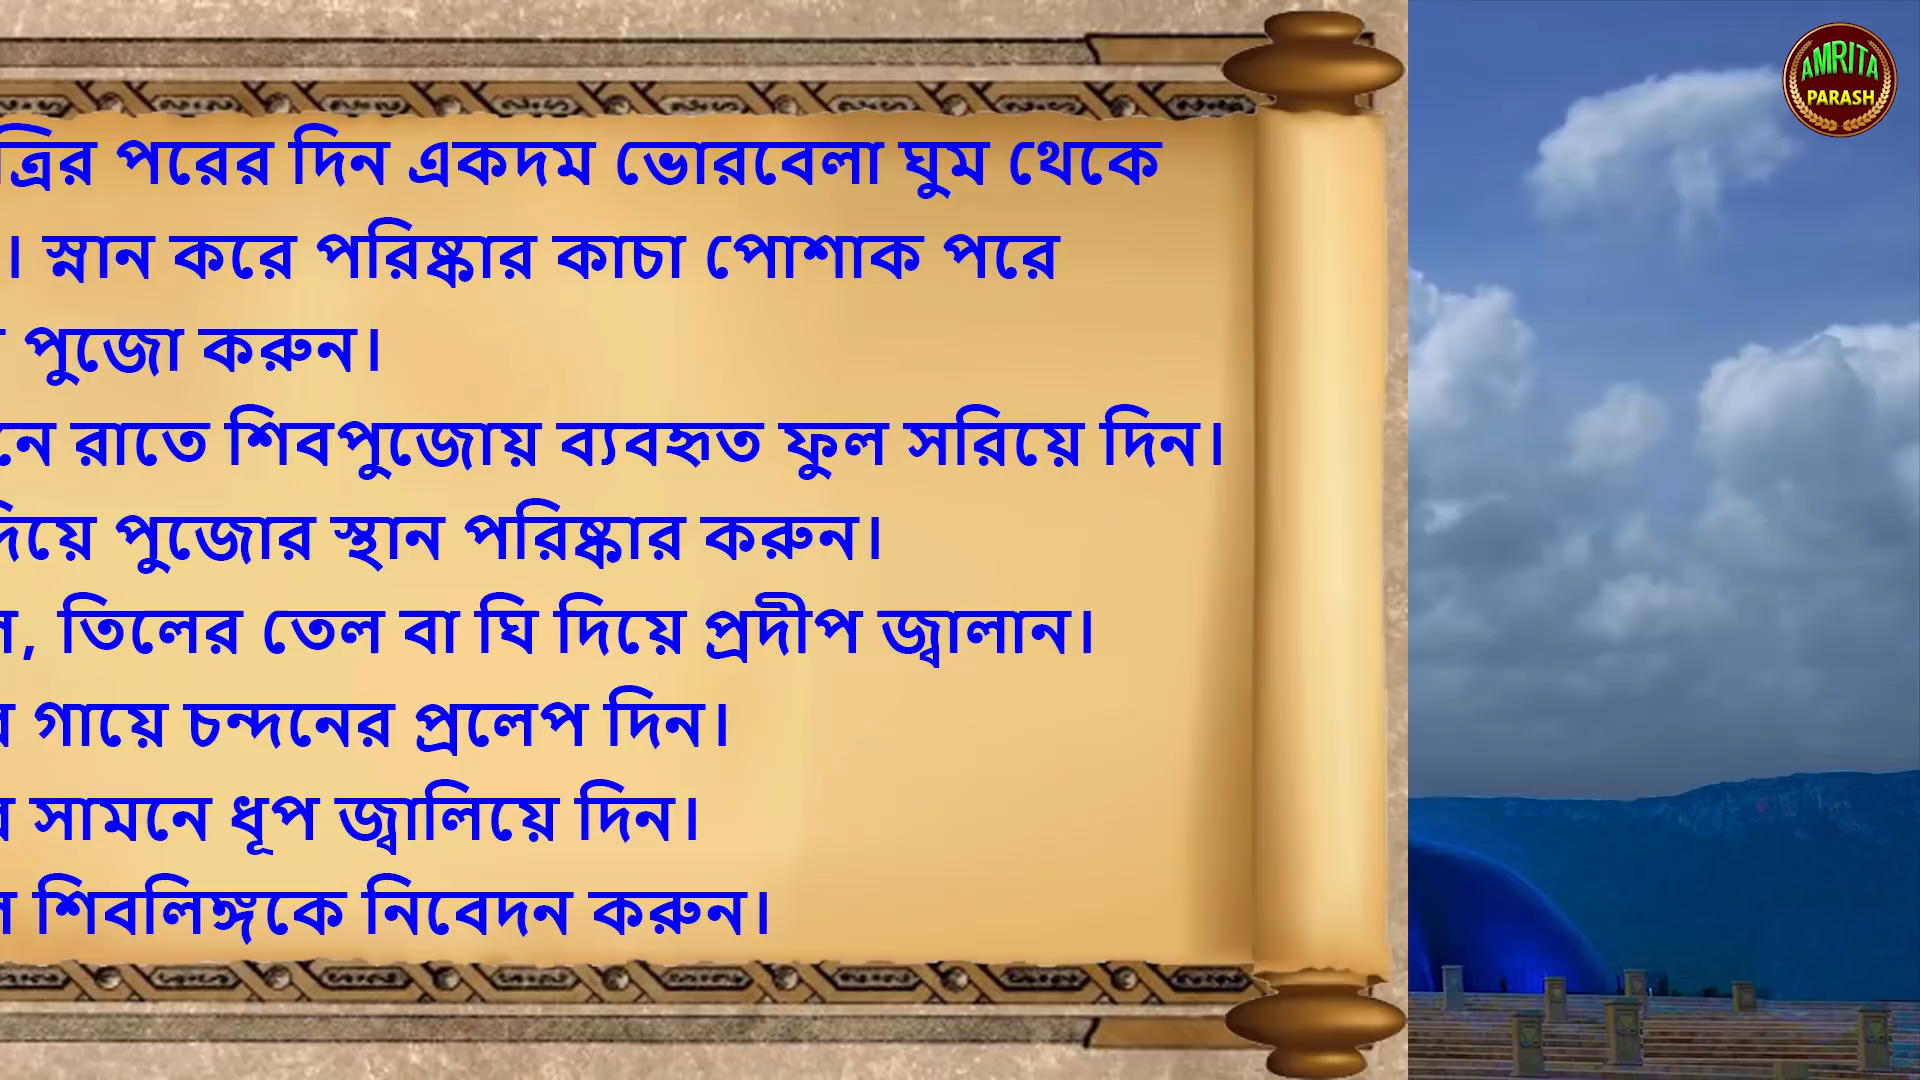 পরের দিন একদম ভোরবেলা ঘুম থেকে
। স্নান করে পরিষ্কার কাচা পোশাক পরে
পুজো করুন।
রাতে শিবপুজোয় ব্যবহৃত ফুল সরিয়ে দিন।
পুজোর স্থান পরিষ্কার করুন।
তিলের তেল বা ঘি দিয়ে প্রদীপ জ্বালান।
গায়ে চন্দনের প্রলেপ দিন।
সামনে ধূপ জ্বালিয়ে দিন।
শিবলিঙ্গকে নিবেদন করুন।
AMRITA
PARASH